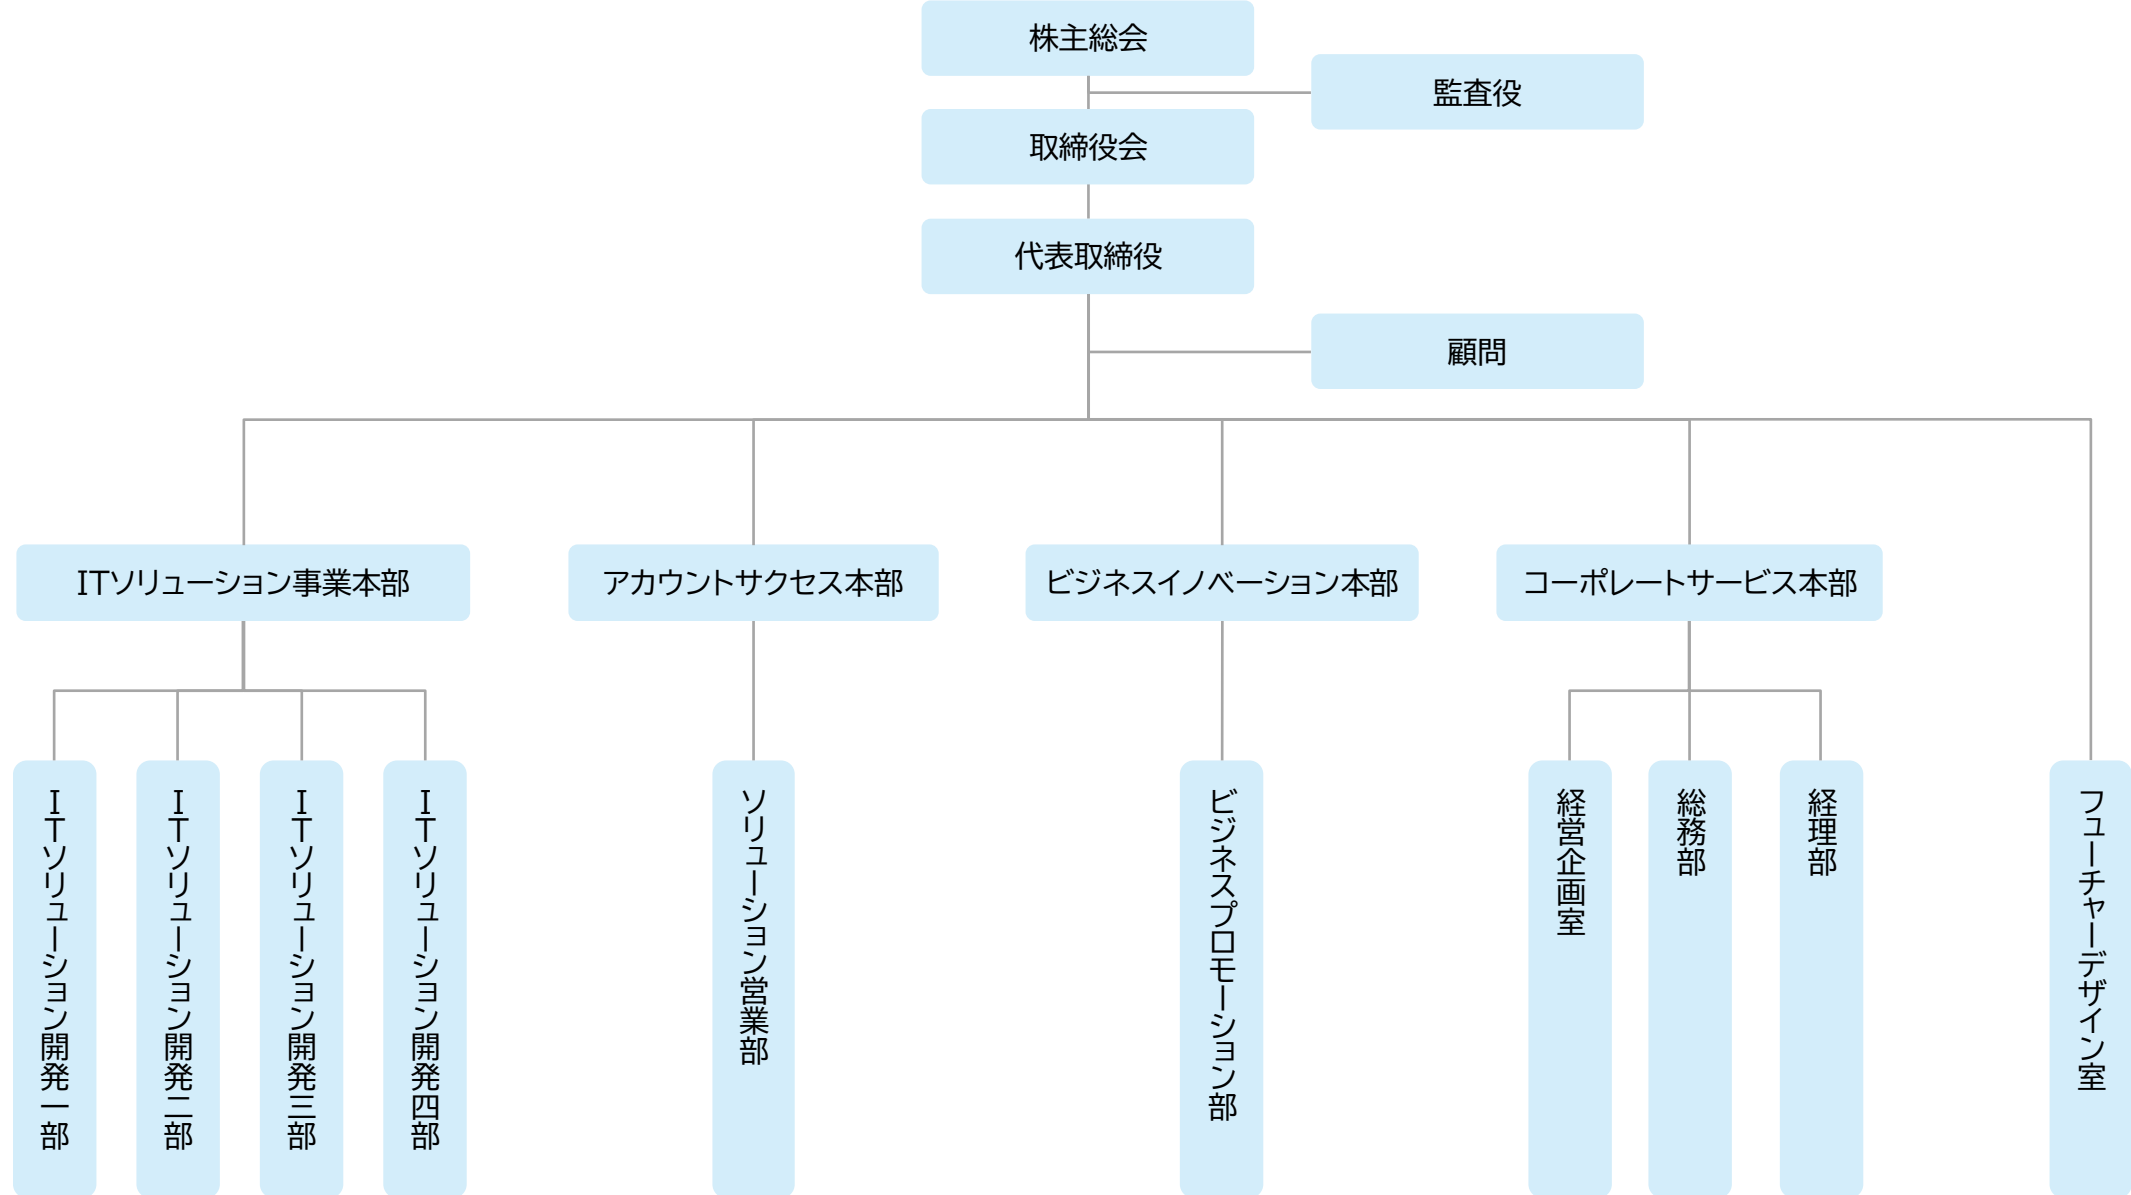 株主総会
監査役
取締役会
代表取締役
顧問
ITソリューション事業本部
アカウントサクセス本部
ビジネスイノベーション本部
コーポレートサービス本部
ITソリューション開発一部
ITソリューション開発二部
ITソリューション開発三部
ITソリューション開発四部
ソリューション営業部
ビジネスプロモーション部
経営企画室
総務部
経理部
フューチャーデザイン室